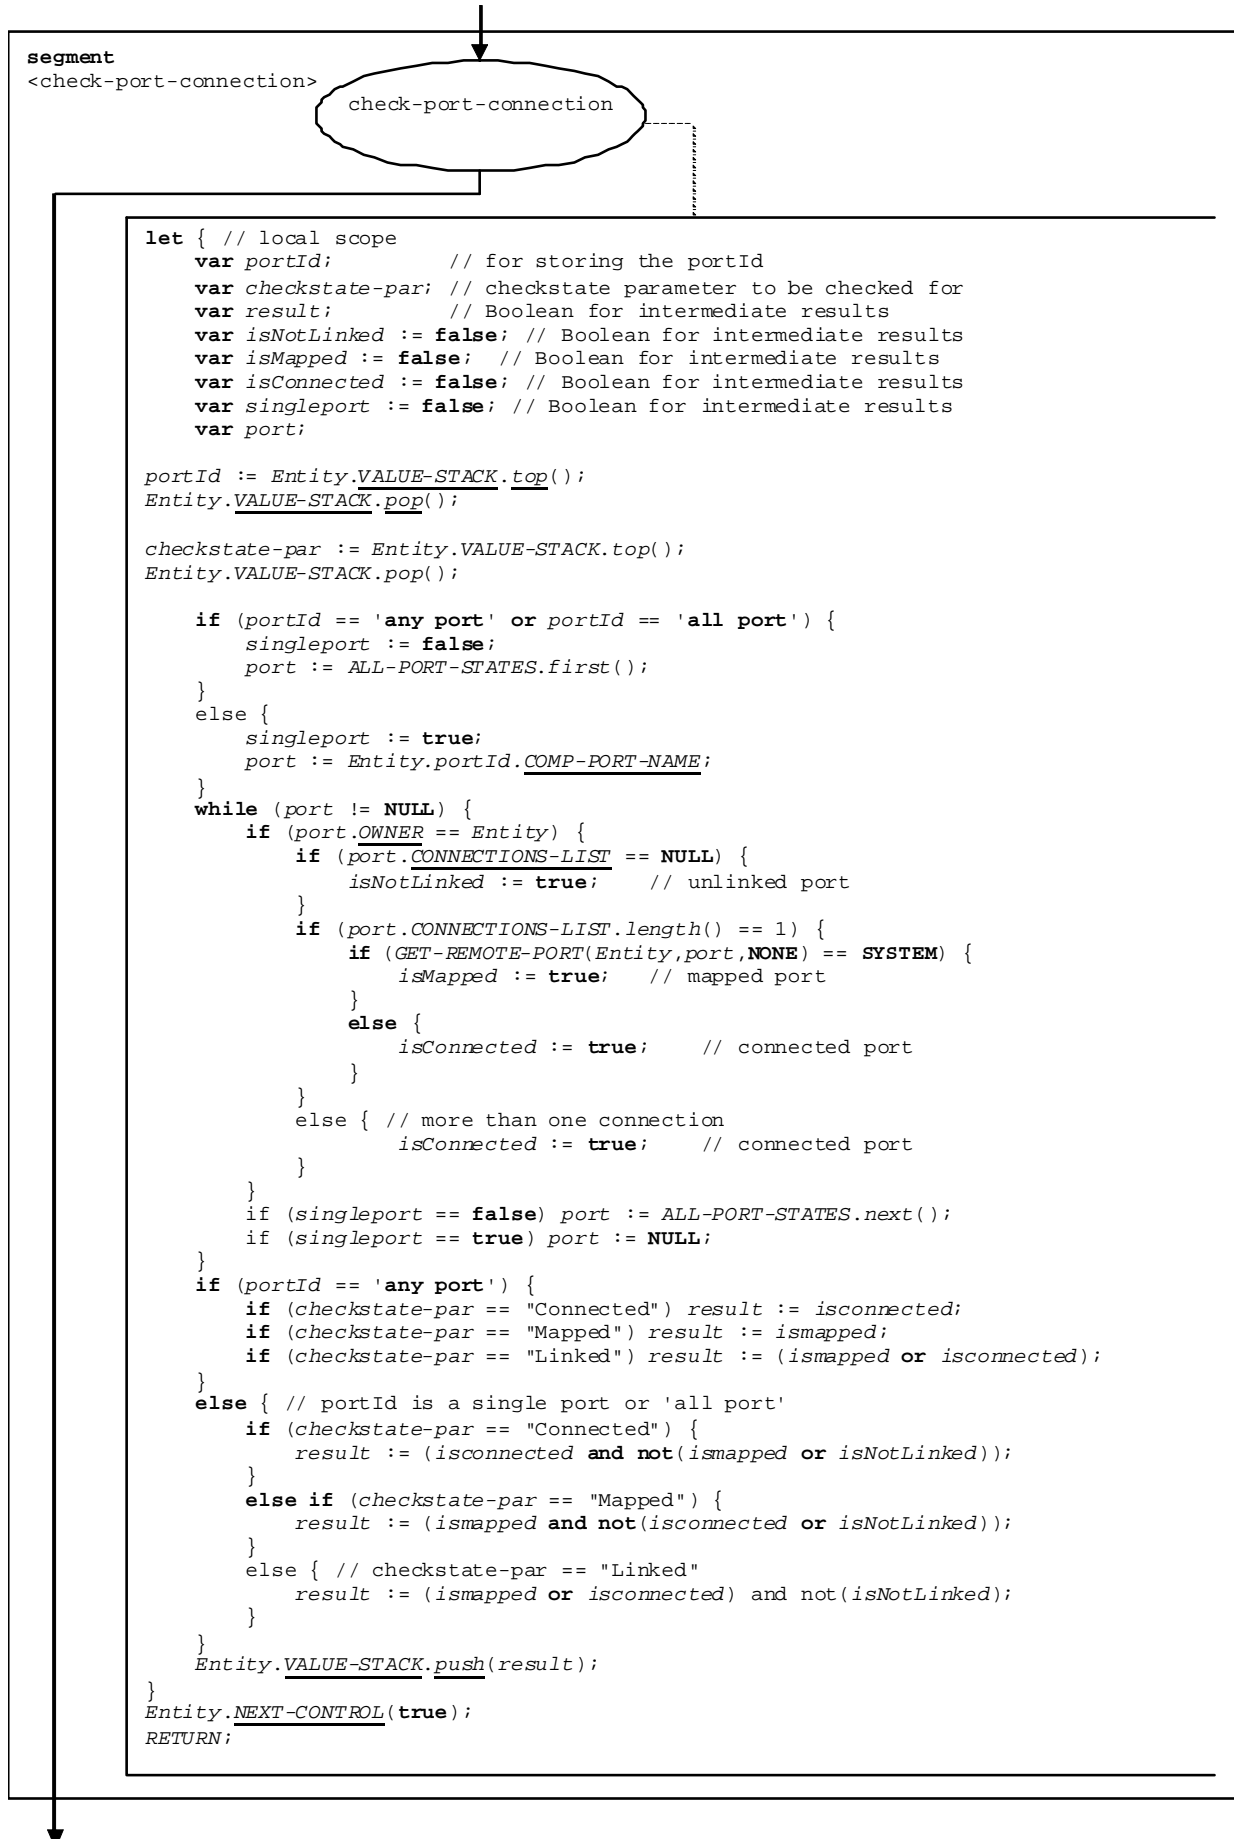 segment
<check-port-connection>
check-port-connection
let { // local scope
var portId; // for storing the portId
var checkstate-par; // checkstate parameter to be checked for
var result; // Boolean for intermediate results
var isNotLinked := false; // Boolean for intermediate results
var isMapped := false; // Boolean for intermediate results
var isConnected := false; // Boolean for intermediate results
var singleport := false; // Boolean for intermediate results
var port;
portId := Entity.VALUE-STACK.top();
Entity.VALUE-STACK.pop();
checkstate-par := Entity.VALUE-STACK.top();
Entity.VALUE-STACK.pop();
if (portId == 'any port' or portId == 'all port') {
singleport := false;
port := ALL-PORT-STATES.first();
}
else {
singleport := true;
port := Entity.portId.COMP-PORT-NAME;
}
while (port != NULL) {
if (port.OWNER == Entity) {
if (port.CONNECTIONS-LIST == NULL) {
isNotLinked := true; // unlinked port
}
if (port.CONNECTIONS-LIST.length() == 1) {
if (GET-REMOTE-PORT(Entity,port,NONE) == SYSTEM) {
isMapped := true; // mapped port
}
else {
isConnected := true; // connected port
}
}
else { // more than one connection
isConnected := true; // connected port
}
}
if (singleport == false) port := ALL-PORT-STATES.next();
if (singleport == true) port := NULL;
}
if (portId == 'any port') {
if (checkstate-par == "Connected") result := isconnected;
if (checkstate-par == "Mapped") result := ismapped;
if (checkstate-par == "Linked") result := (ismapped or isconnected);
}
else { // portId is a single port or 'all port'
if (checkstate-par == "Connected") {
result := (isconnected and not(ismapped or isNotLinked));
}
else if (checkstate-par == "Mapped") {
result := (ismapped and not(isconnected or isNotLinked));
}
else { // checkstate-par == "Linked"
result := (ismapped or isconnected) and not(isNotLinked);
}
}
Entity.VALUE-STACK.push(result);
}
Entity.NEXT-CONTROL(true);
RETURN;